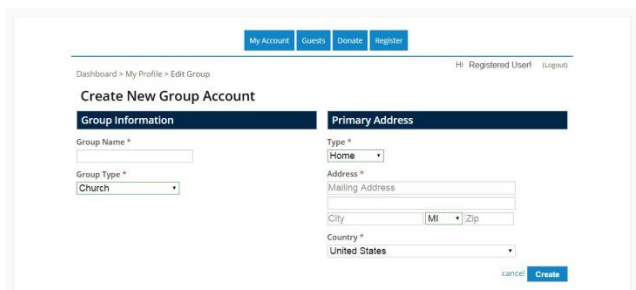 My Account Guests Donate Register
Hi Registered User! (Logout)
Dashboard > My Profile > Edit Group
Create New Group Account
Group Information
Group Name *
Group Type *
Church
Primary Address
Type *
Home
Address *
Mailing Address
City MI Zip
Country *
United States
cancel Create